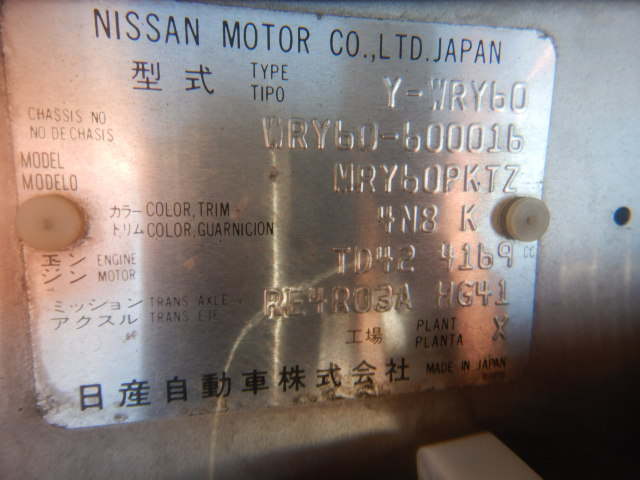 NISSAN MOTOR CO.,LTD.JAPAN
型式 TYPE TIPO Y-WRY60
CHASSIS NO
NO DE CHASIS WRY60-600016
MODEL
MODELO MRY60PKTZ
カラー COLOR,TRIM
トリム COLOR,GUARNICION 4N8 K
エンジン ENGINE MOTOR TD42 4169 CC
ミッション TRANS. AXLE
アクスル TRANS. EJE RE4R03A HG41
工場 PLANT PLANTA X
日産自動車株式会社 MADE IN JAPAN